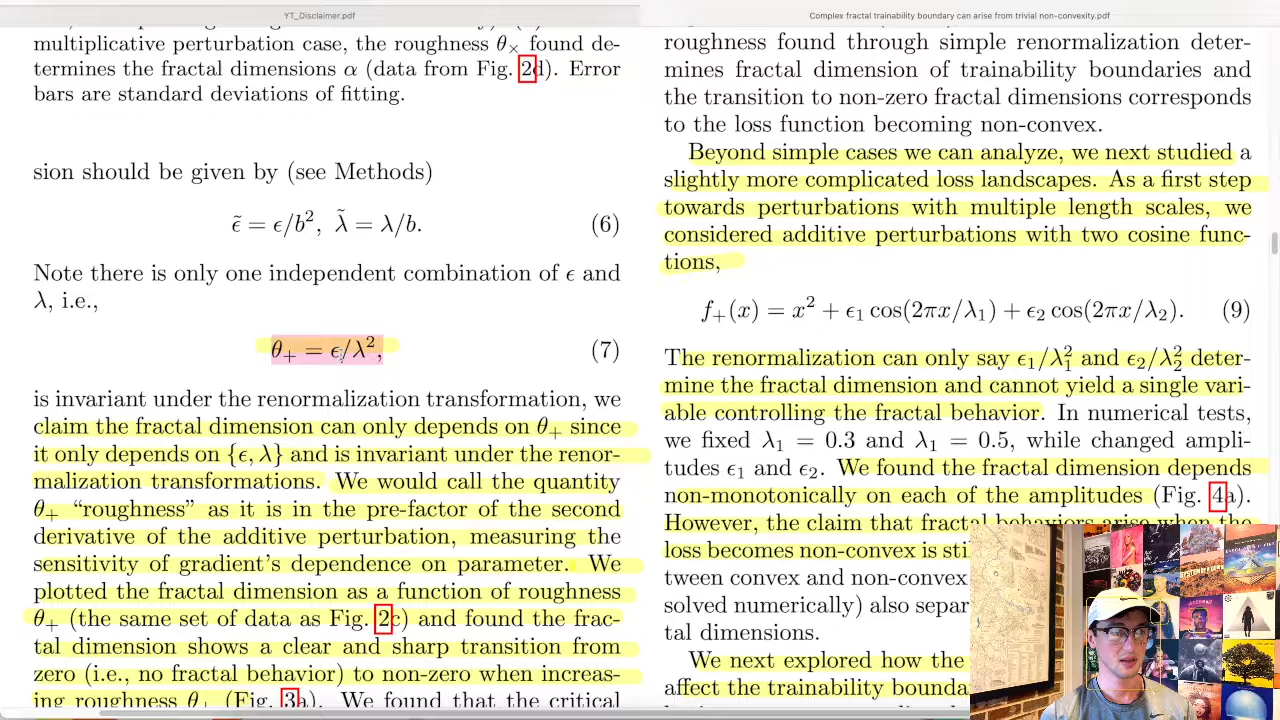 YT_Disclaimer.pdf
multiplicative perturbation case, the roughness θ× found de-
termines the fractal dimensions α (data from Fig. 2d). Error
bars are standard deviations of fitting.
sion should be given by (see Methods)
ϵ̃ = ϵ/b², λ̃ = λ/b. (6)
Note there is only one independent combination of ϵ and
λ, i.e.,
θ₊ = ϵ/λ², (7)
is invariant under the renormalization transformation, we
claim the fractal dimension can only depends on θ₊ since
it only depends on {ϵ, λ} and is invariant under the renor-
malization transformations. We would call the quantity
θ₊ “roughness” as it is in the pre-factor of the second
derivative of the additive perturbation, measuring the
sensitivity of gradient's dependence on parameter. We
plotted the fractal dimension as a function of roughness
θ₊ (the same set of data as Fig. 2c) and found the frac-
tal dimension shows a clear and sharp transition from
zero (i.e., no fractal behavior) to non-zero when increas-
ing roughness θ₊ (Fig. 3a). We found that the critical
Complex fractal trainability boundary can arise from trivial non-convexity.pdf
roughness found through simple renormalization deter-
mines fractal dimension of trainability boundaries and
the transition to non-zero fractal dimensions corresponds
to the loss function becoming non-convex.
Beyond simple cases we can analyze, we next studied a
slightly more complicated loss landscapes. As a first step
towards perturbations with multiple length scales, we
considered additive perturbations with two cosine func-
tions,
f₊(x) = x² + ϵ₁ cos(2πx/λ₁) + ϵ₂ cos(2πx/λ₂). (9)
The renormalization can only say ϵ₁/λ₁² and ϵ₂/λ₂² deter-
mine the fractal dimension and cannot yield a single vari-
able controlling the fractal behavior. In numerical tests,
we fixed λ₁ = 0.3 and λ₁ = 0.5, while changed ampli-
tudes ϵ₁ and ϵ₂. We found the fractal dimension depends
non-monotonically on each of the amplitudes (Fig. 4a).
However, the claim that fractal behaviors arise when the
loss becomes non-convex is sti
tween convex and non-convex
solved numerically) also separ
tal dimensions.
We next explored how the
affect the trainability bounda